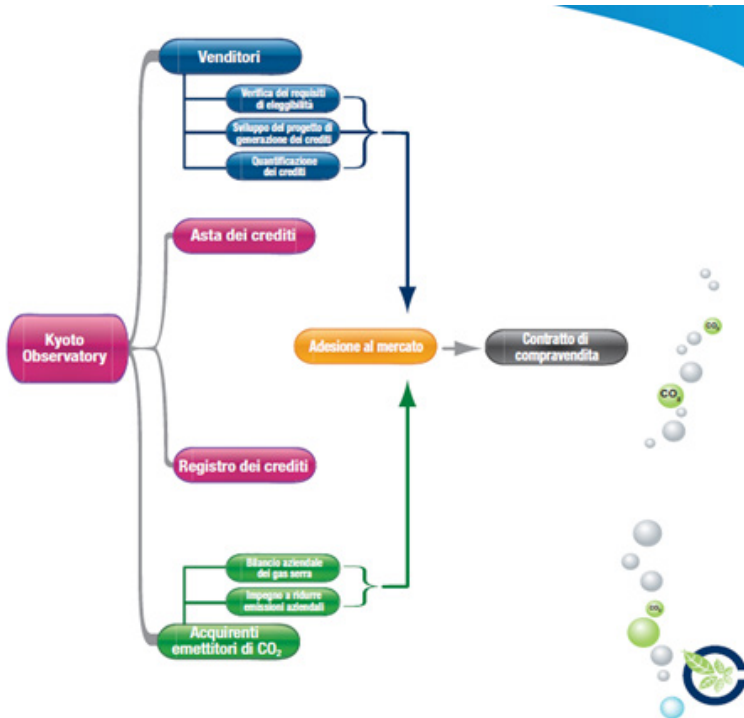 Venditori
Verifica dei requisiti
di eleggibilità
Sviluppo del progetto di
generazione dei crediti
Quantificazione
dei crediti
Asta dei crediti
Kyoto
Observatory
Adesione al mercato
Contratto di
compravendita
Registro dei crediti
Bilancio aziendale
dei gas serra
Impegno a ridurre
emissioni aziendali
Acquirenti
emettitori di CO₂
CO₂
CO₂
CO₂